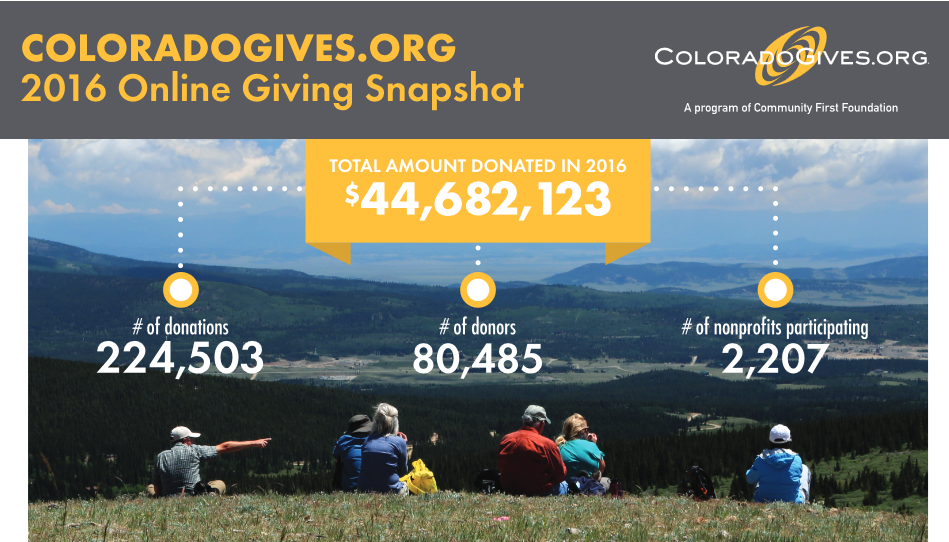 COLORADOGIVES.ORG
2016 Online Giving Snapshot
COLORADOGIVES.ORG
A program of Community First Foundation
TOTAL AMOUNT DONATED IN 2016
$44,682,123
# of donations
224,503
# of donors
80,485
# of nonprofits participating
2,207